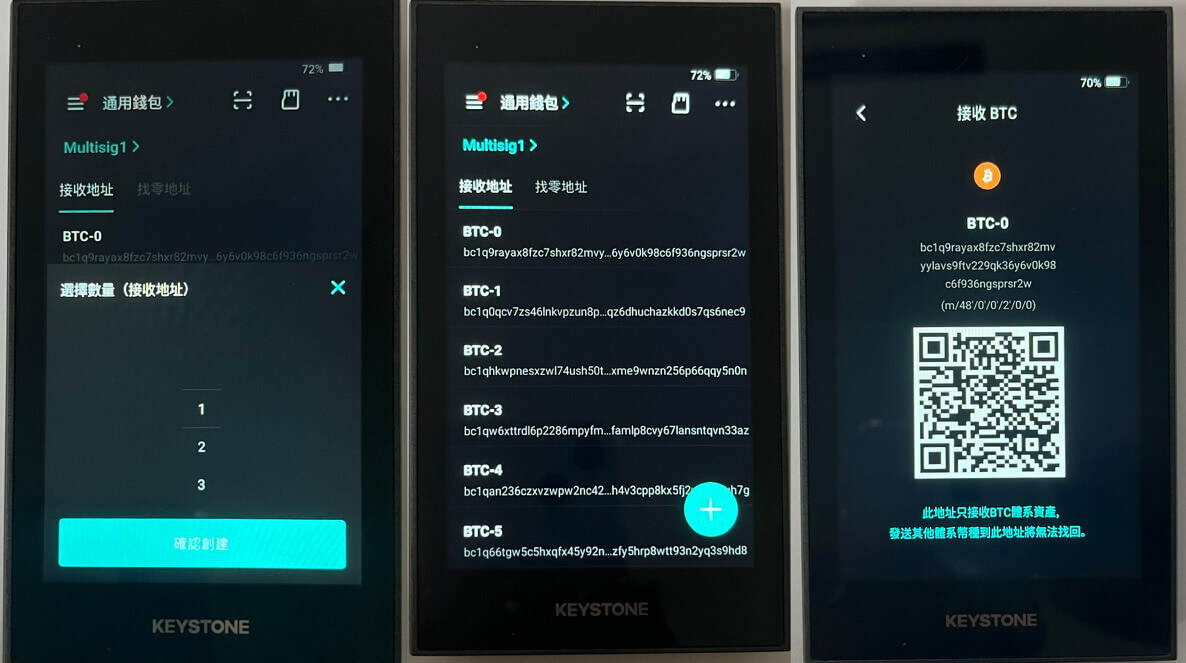 72%
通用錢包 >
Multisig1 >
接收地址 找零地址
BTC-0
bc1q9rayax8fzc7shxr82mvy...6y6v0k98c6f936ngsprsr2w
選擇數量（接收地址） ×
1
2
3
確認創建
KEYSTONE
72%
通用錢包 >
Multisig1 >
接收地址 找零地址
BTC-0
bc1q9rayax8fzc7shxr82mvy...6y6v0k98c6f936ngsprsr2w
BTC-1
bc1q0qcv7zs46lnkvpzun8p...qz6dhuchazkkd0s7qs6nec9
BTC-2
bc1qhkwpnesxzwl74ush50t...xme9wnzn256p66qqy5n0n
BTC-3
bc1qw6xttrdl6p2286mpyfm...famlp8cvy67lansntqvn33az
BTC-4
bc1qan236czxvzwpw2nc42...h4v3cpp8kx5fj2
BTC-5
bc1q66tgw5c5hxqfx45y92n...zfy5hrp8wtt93n2yq3s9hd8
KEYSTONE
70%
接收 BTC
BTC-0
bc1q9rayax8fzc7shxr82mv
yylavs9ftv229qk36y6v0k98
c6f936ngsprsr2w
(m/48'/0'/0'/2'/0/0)
此地址只接收BTC體系資產，
發送其他體系幣種到此地址將無法找回。
KEYSTONE